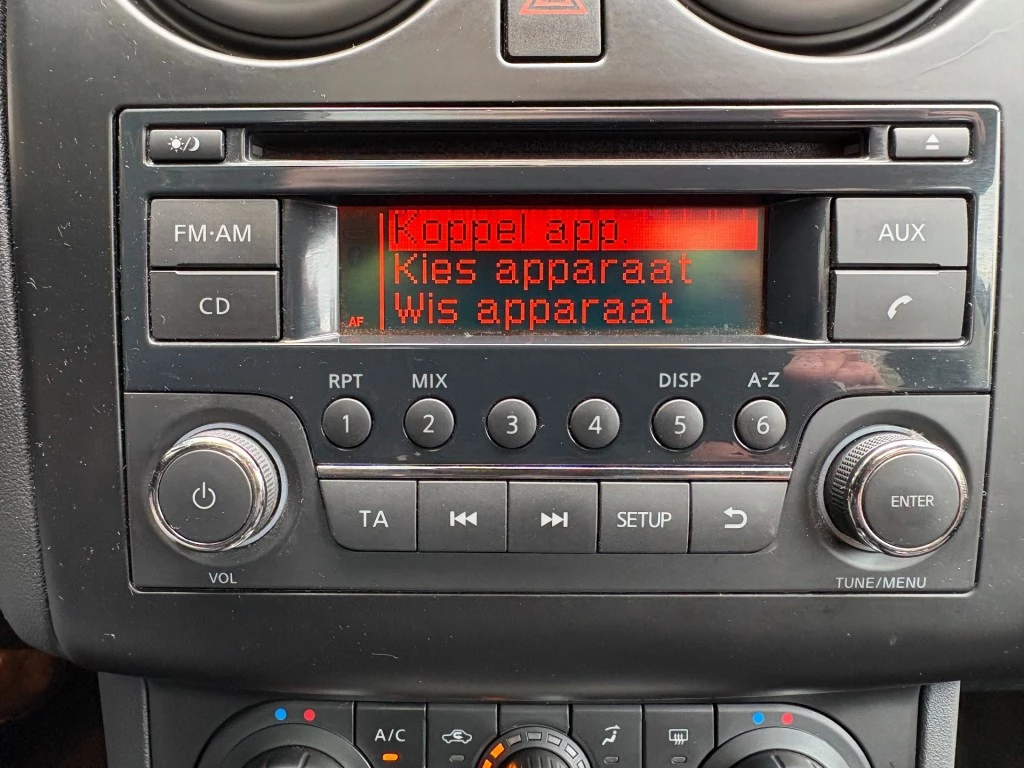 FM·AM
CD
Koppel app.
Kies apparaat
Wis apparaat
AF
AUX
RPT MIX DISP A-Z
1 2 3 4 5 6
TA SETUP
ENTER
VOL
TUNE/MENU
A/C